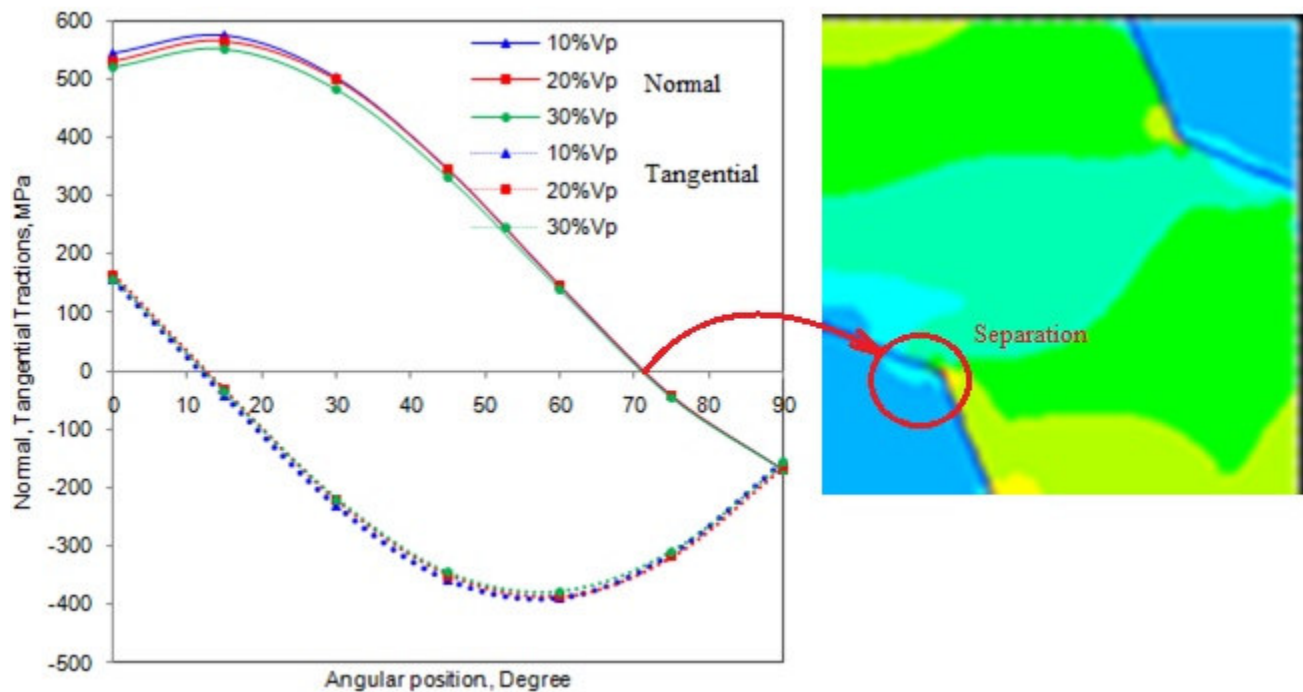 600
500
400
300
200
100
0
-100
-200
-300
-400
-500
0 10 20 30 40 50 60 70 80 90
Normal, Tangential Tractions, MPa
Angular position, Degree
10%Vp
20%Vp Normal
30%Vp
10%Vp
Tangential
20%Vp
30%Vp
Separation